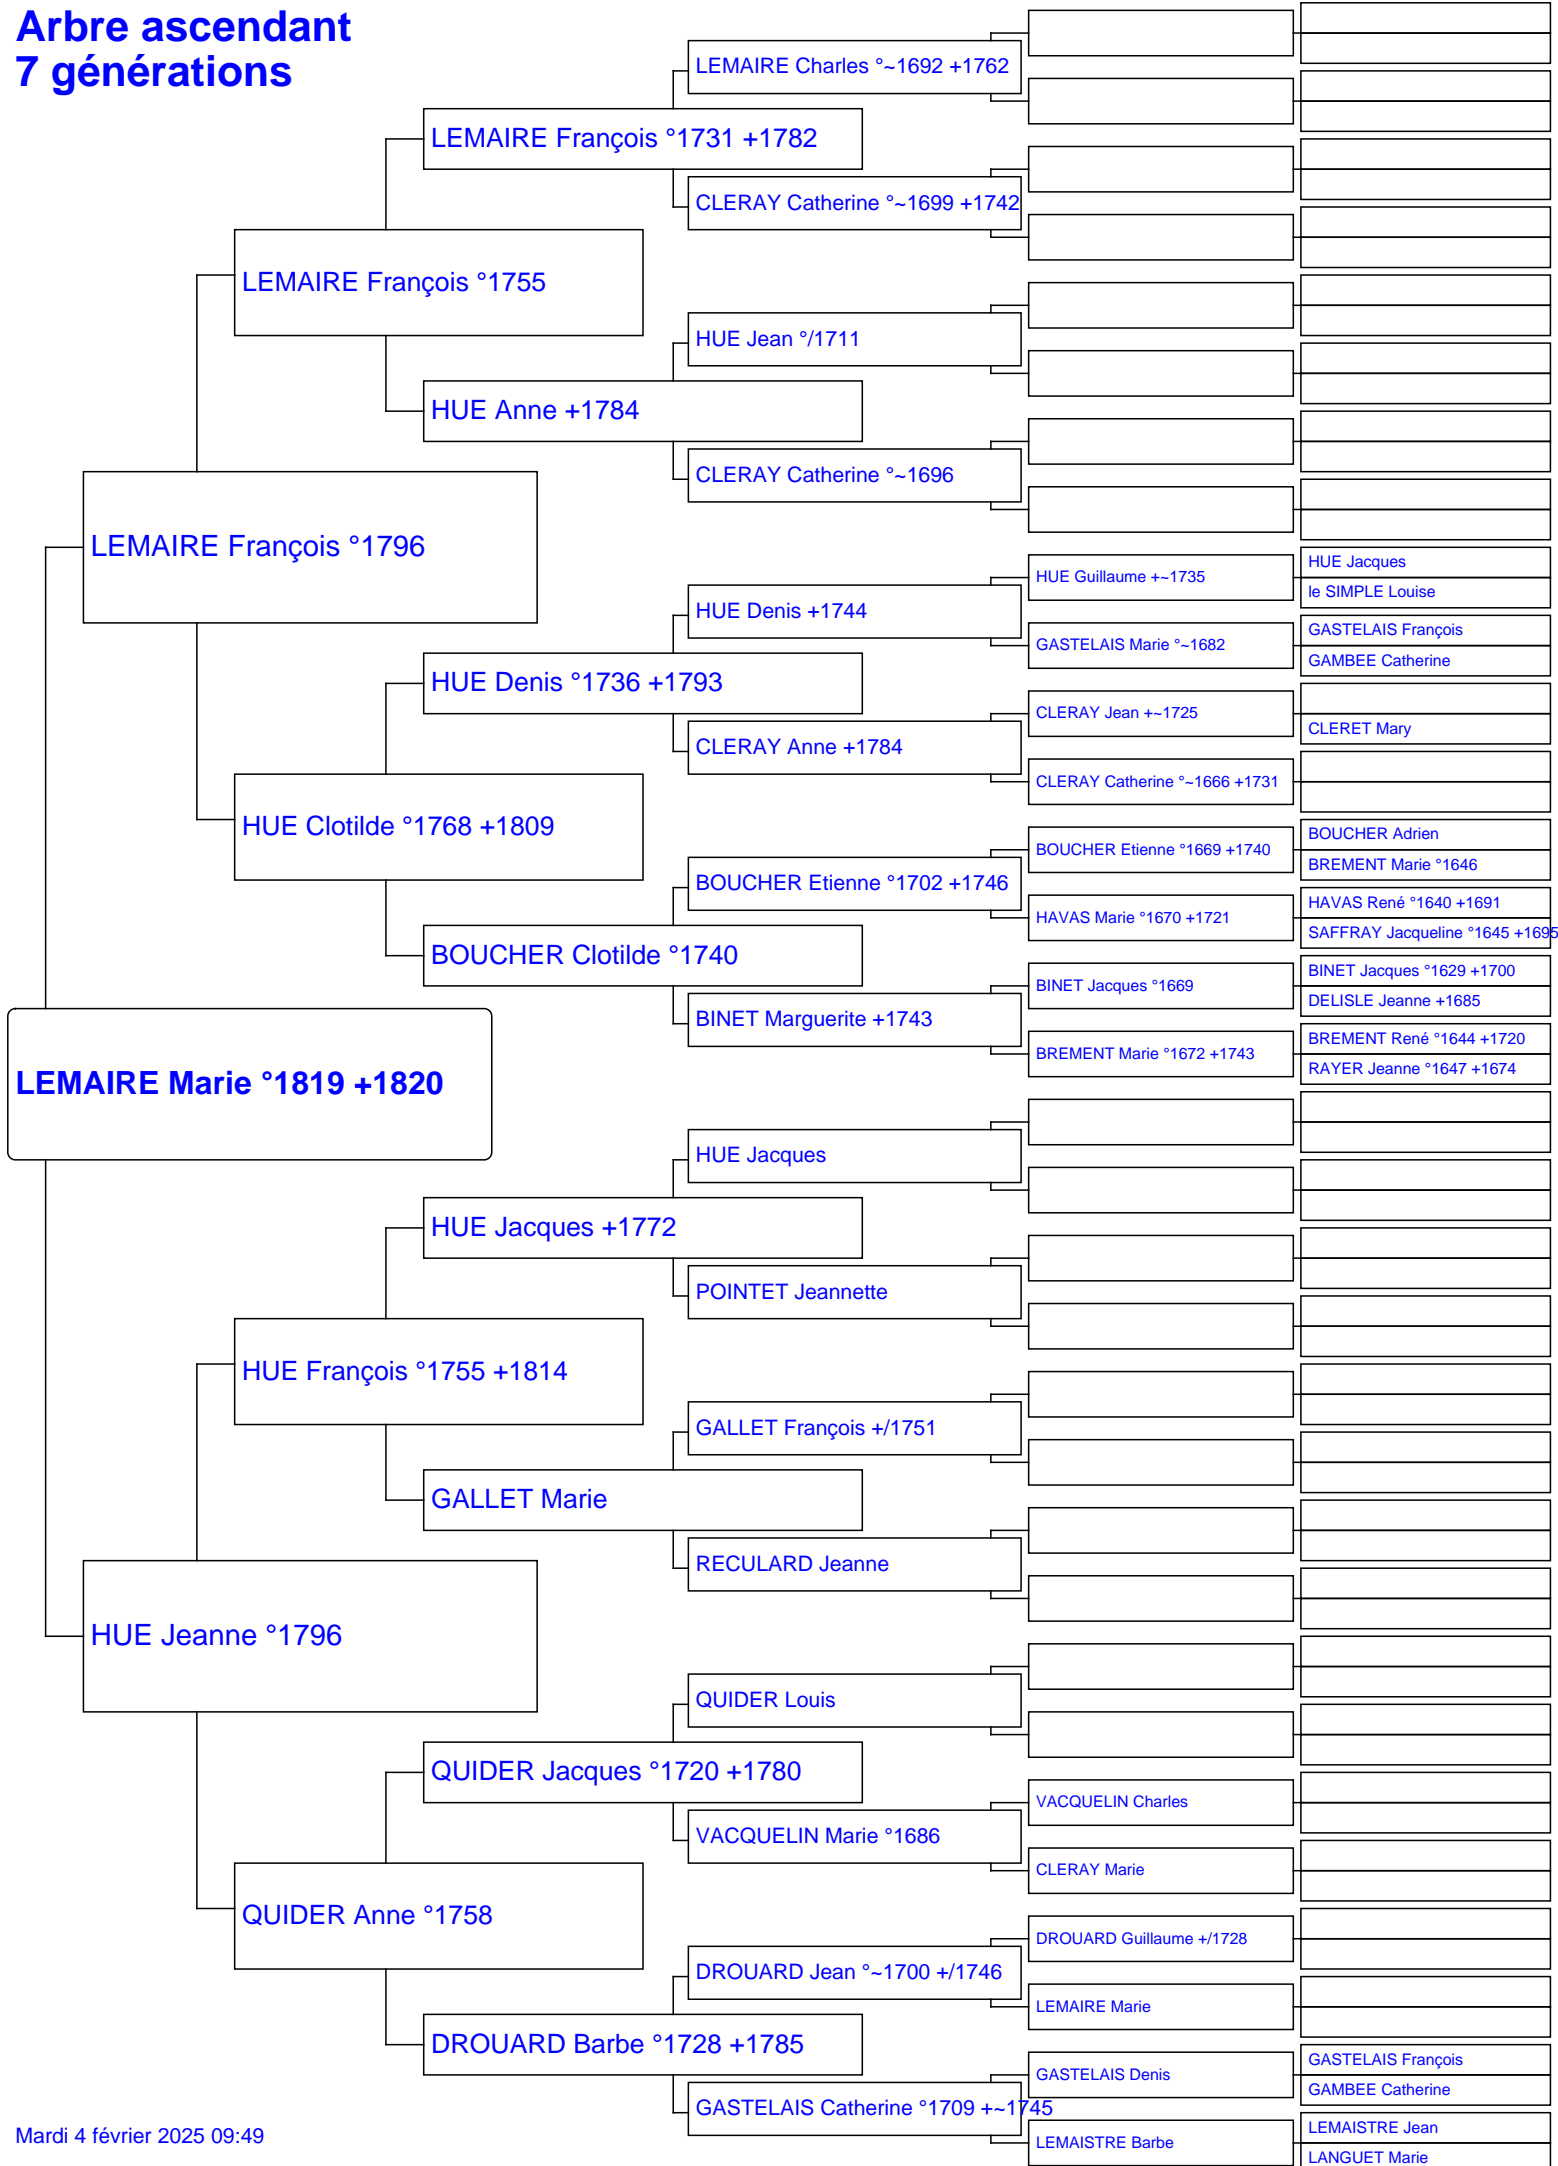 Arbre ascendant
7 générations
LEMAIRE Charles °~1692 +1762
LEMAIRE François °1731 +1782
CLERAY Catherine °~1699 +1742
LEMAIRE François °1755
HUE Jean °/1711
HUE Anne +1784
CLERAY Catherine °~1696
LEMAIRE François °1796
HUE Jacques
HUE Guillaume +~1735
le SIMPLE Louise
HUE Denis +1744
GASTELAIS François
GASTELAIS Marie °~1682
GAMBEE Catherine
HUE Denis °1736 +1793
CLERAY Jean +~1725
CLERET Mary
CLERAY Anne +1784
CLERAY Catherine °~1666 +1731
HUE Clotilde °1768 +1809
BOUCHER Adrien
BOUCHER Etienne °1669 +1740
BREMENT Marie °1646
BOUCHER Etienne °1702 +1746
HAVAS René °1640 +1691
HAVAS Marie °1670 +1721
SAFFRAY Jacqueline °1645 +1695
BOUCHER Clotilde °1740
BINET Jacques °1629 +1700
BINET Jacques °1669
DELISLE Jeanne +1685
BINET Marguerite +1743
BREMENT René °1644 +1720
BREMENT Marie °1672 +1743
RAYER Jeanne °1647 +1674
LEMAIRE Marie °1819 +1820
HUE Jacques
HUE Jacques +1772
POINTET Jeannette
HUE François °1755 +1814
GALLET François +/1751
GALLET Marie
RECULARD Jeanne
HUE Jeanne °1796
QUIDER Louis
QUIDER Jacques °1720 +1780
VACQUELIN Charles
VACQUELIN Marie °1686
CLERAY Marie
QUIDER Anne °1758
DROUARD Guillaume +/1728
DROUARD Jean °~1700 +/1746
LEMAIRE Marie
DROUARD Barbe °1728 +1785
GASTELAIS François
GASTELAIS Denis
GAMBEE Catherine
GASTELAIS Catherine °1709 +~1745
LEMAISTRE Jean
LEMAISTRE Barbe
LANGUET Marie
Mardi 4 février 2025 09:49